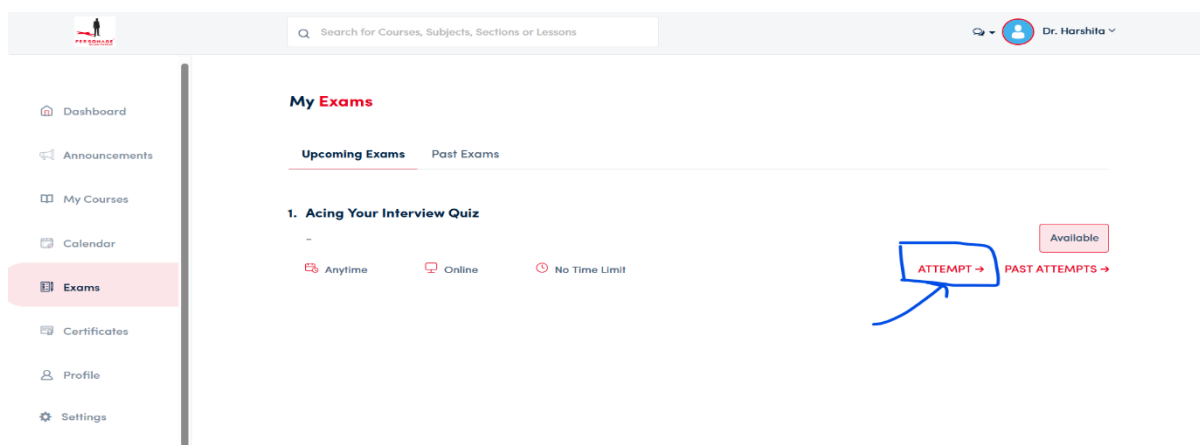 PERSONAGE
Search for Courses, Subjects, Sections or Lessons
Dr. Harshita
Dashboard
Announcements
My Courses
Calendar
Exams
Certificates
Profile
Settings
My Exams
Upcoming Exams Past Exams
1. Acing Your Interview Quiz
-
Available
Anytime Online No Time Limit
ATTEMPT → PAST ATTEMPTS →